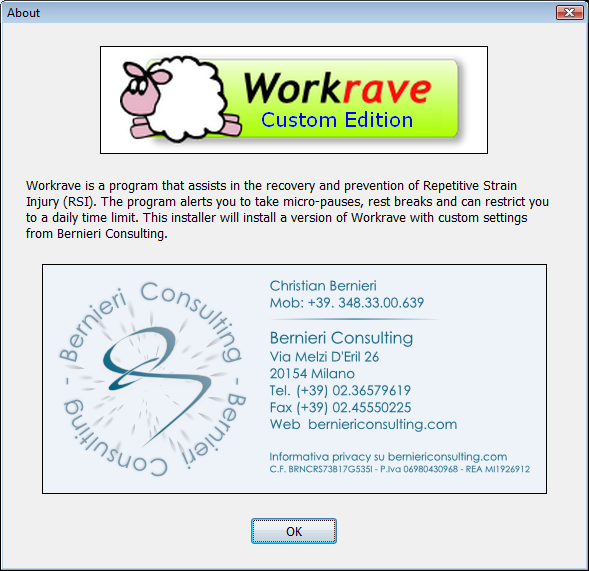 About
Workrave
Custom Edition
Workrave is a program that assists in the recovery and prevention of Repetitive Strain
Injury (RSI). The program alerts you to take micro-pauses, rest breaks and can restrict you
to a daily time limit. This installer will install a version of Workrave with custom settings
from Bernieri Consulting.
Bernieri Consulting - Bernieri Consulting -
Christian Bernieri
Mob: +39. 348.33.00.639
Bernieri Consulting
Via Melzi D'Eril 26
20154 Milano
Tel. (+39) 02.36579619
Fax (+39) 02.45550225
Web berniericonsulting.com
Informativa privacy su berniericonsulting.com
C.F. BRNCRS73B17G535I - P.Iva 06980430968 - REA MI1926912
OK